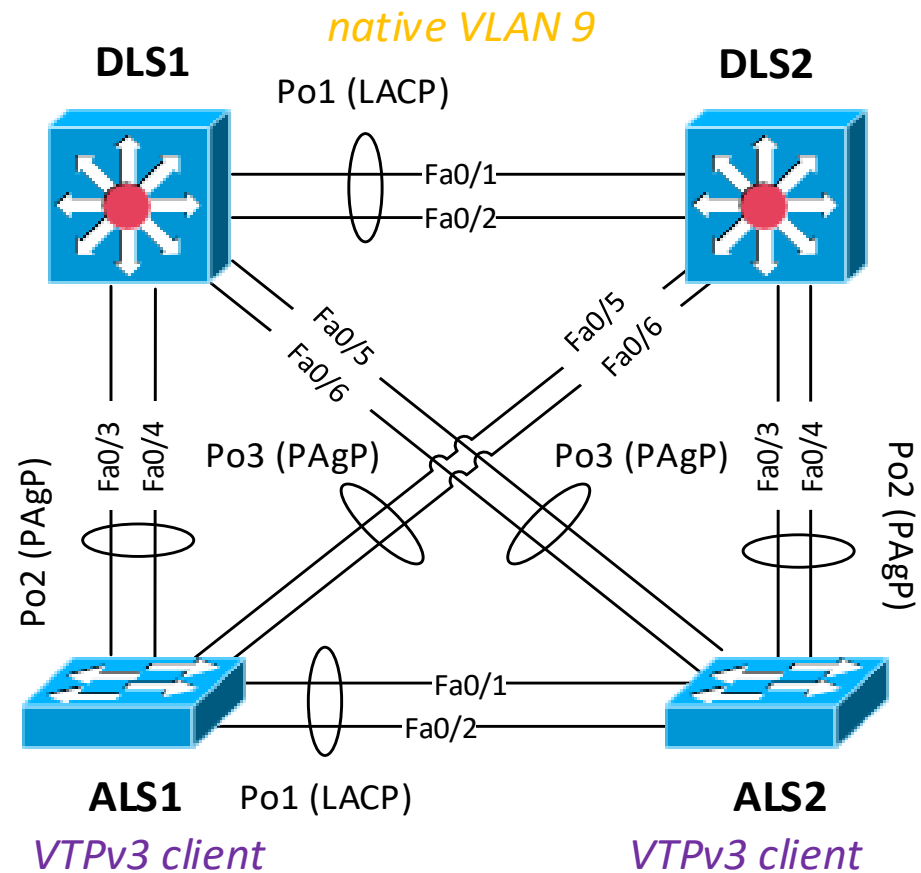 native VLAN 9
DLS1
DLS2
Po1 (LACP)
Fa0/1
Fa0/2
Fa0/5
Fa0/6
Fa0/5
Fa0/6
Fa0/3
Fa0/4
Fa0/3
Fa0/4
Po3 (PAgP)
Po3 (PAgP)
Po2 (PAgP)
Po2 (PAgP)
Fa0/1
Fa0/2
ALS1
Po1 (LACP)
ALS2
VTPv3 client
VTPv3 client